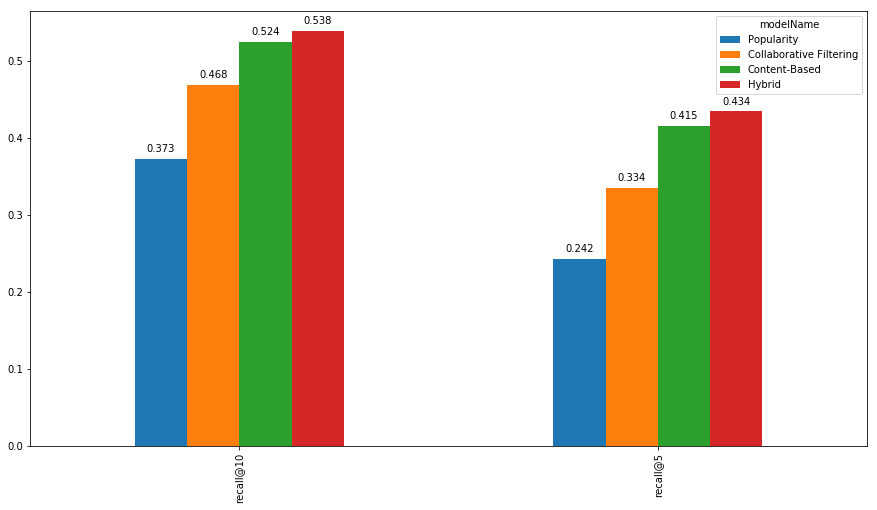 modelName
Popularity
Collaborative Filtering
Content-Based
Hybrid
0.5
0.4
0.3
0.2
0.1
0.0
0.373
0.468
0.524
0.538
0.242
0.334
0.415
0.434
recall@10
recall@5